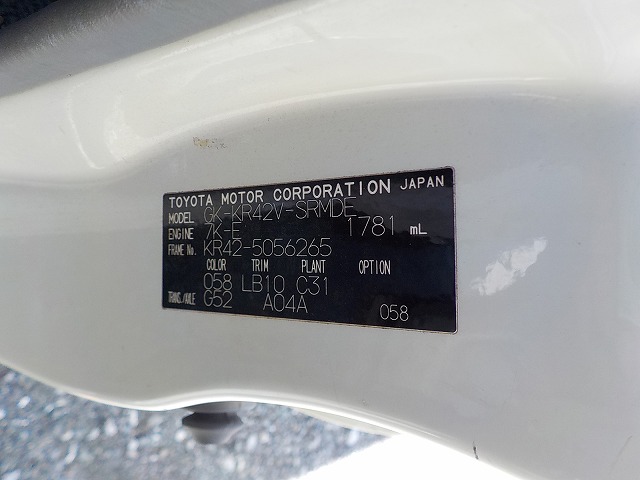 TOYOTA MOTOR CORPORATION JAPAN
MODEL GK-KR42V-SRMDE
ENGINE 7K-E 1781 mL
FRAME No. KR42-5056265
COLOR TRIM PLANT OPTION
058 LB10 C31
TRANS./AXLE G52 A04A 058